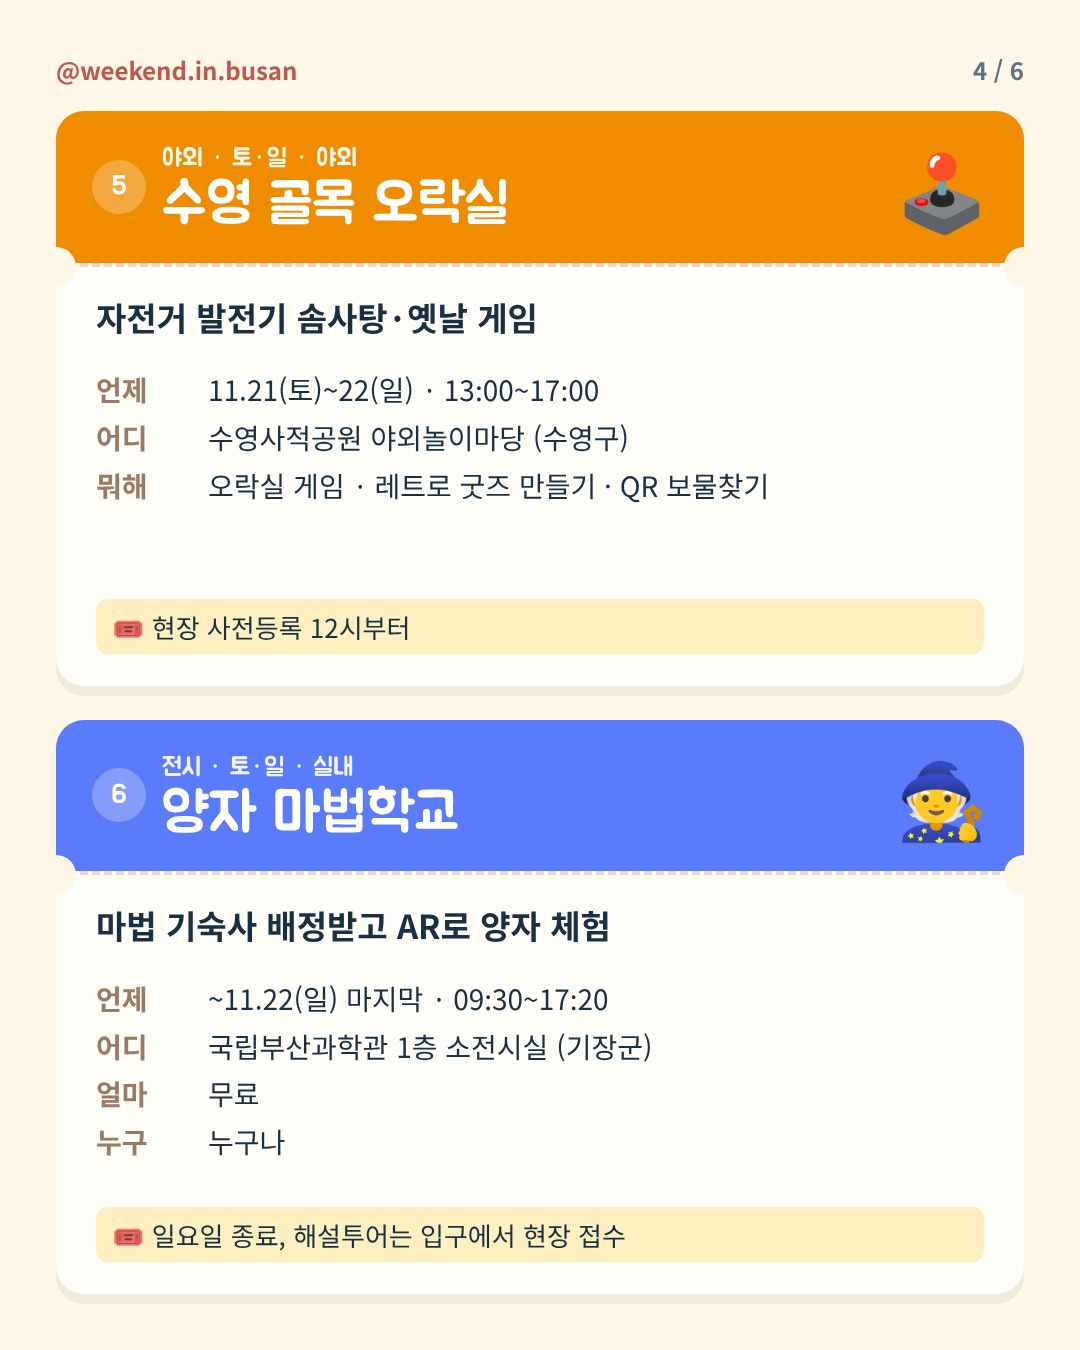 @weekend.in.busan
4 / 6
5
야외 · 토·일 · 야외
수영 골목 오락실
자전거 발전기 솜사탕·옛날 게임
언제 11.21(토)~22(일) · 13:00~17:00
어디 수영사적공원 야외놀이마당 (수영구)
뭐해 오락실 게임 · 레트로 굿즈 만들기 · QR 보물찾기
현장 사전등록 12시부터
6
전시 · 토·일 · 실내
양자 마법학교
마법 기숙사 배정받고 AR로 양자 체험
언제 ~11.22(일) 마지막 · 09:30~17:20
어디 국립부산과학관 1층 소전시실 (기장군)
얼마 무료
누구 누구나
일요일 종료, 해설투어는 입구에서 현장 접수